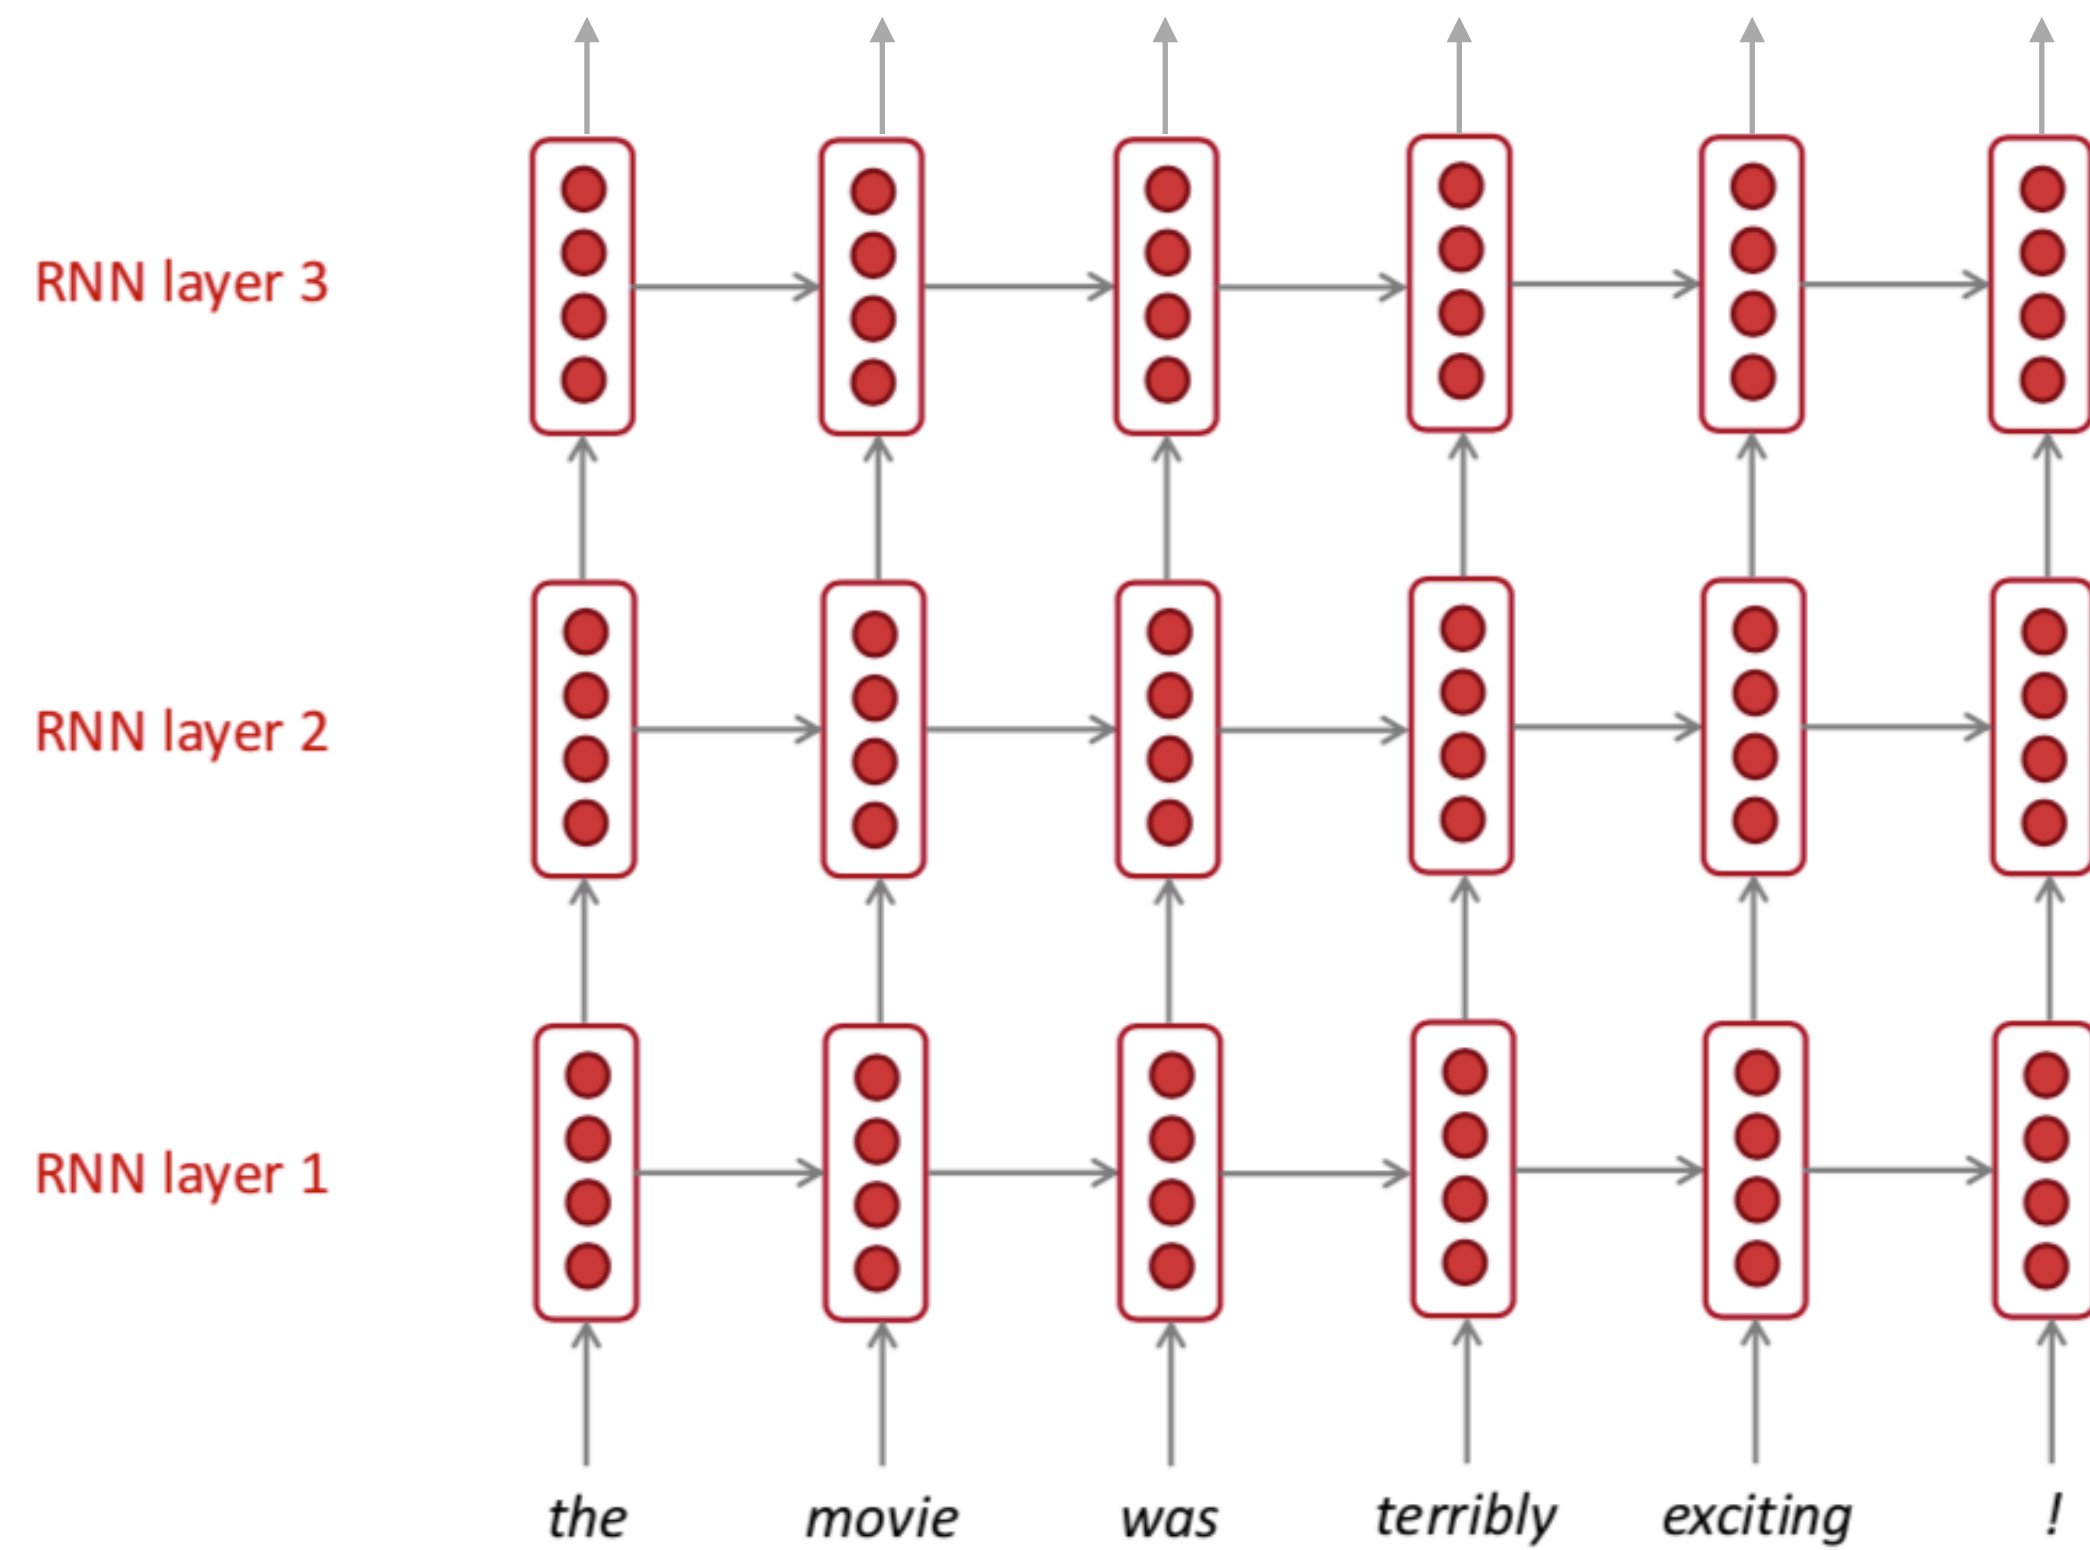 RNN layer 3
RNN layer 2
RNN layer 1
the movie was terribly exciting !